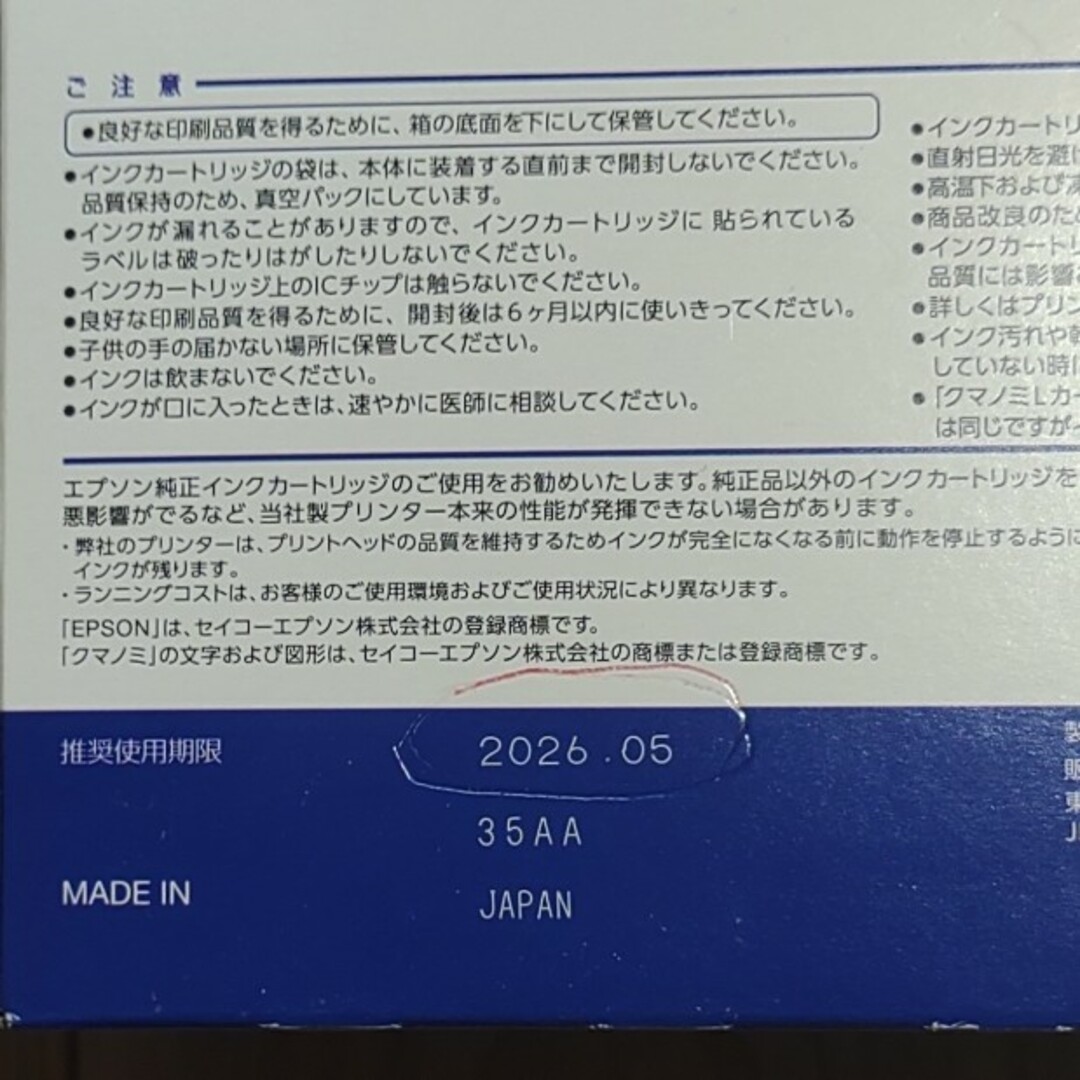 ご注意
●良好な印刷品質を得るために、箱の底面を下にして保管してください。
●インクカートリッジの袋は、本体に装着する直前まで開封しないでください。
品質保持のため、真空パックにしています。
●インクが漏れることがありますので、インクカートリッジに 貼られている
ラベルは破ったりはがしたりしないでください。
●インクカートリッジ上のICチップは触らないでください。
●良好な印刷品質を得るために、開封後は6ヶ月以内に使いきってください。
●子供の手の届かない場所に保管してください。
●インクは飲まないでください。
●インクが口に入ったときは、速やかに医師に相談してください。
●インクカートリ
●直射日光を避け
●高温下および
●商品改良のため
●インクカートリ
品質には影響
●詳しくはプリン
●インク汚れや
していない時に
●「クマノミLカー
は同じですが
エプソン純正インクカートリッジのご使用をお勧めいたします。純正品以外のインクカートリッジを
悪影響がでるなど、当社製プリンター本来の性能が発揮できない場合があります。
・弊社のプリンターは、プリントヘッドの品質を維持するためインクが完全になくなる前に動作を停止するように
インクが残ります。
・ランニングコストは、お客様のご使用環境およびご使用状況により異なります。
「EPSON」は、セイコーエプソン株式会社の登録商標です。
「クマノミ」の文字および図形は、セイコーエプソン株式会社の商標または登録商標です。
推奨使用期限 2026.05
35AA
MADE IN JAPAN
製
販
東